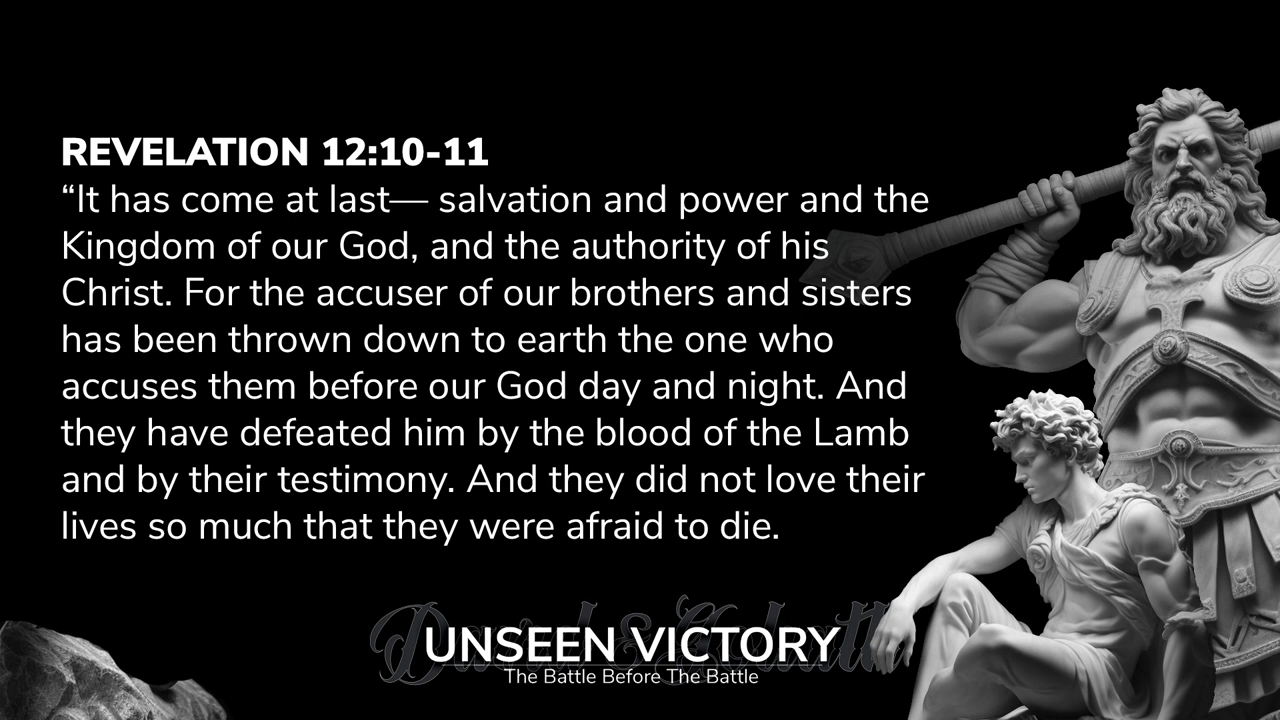 REVELATION 12:10-11
“It has come at last— salvation and power and the
Kingdom of our God, and the authority of his
Christ. For the accuser of our brothers and sisters
has been thrown down to earth the one who
accuses them before our God day and night. And
they have defeated him by the blood of the Lamb
and by their testimony. And they did not love their
lives so much that they were afraid to die.
David & Goliath
UNSEEN VICTORY
The Battle Before The Battle